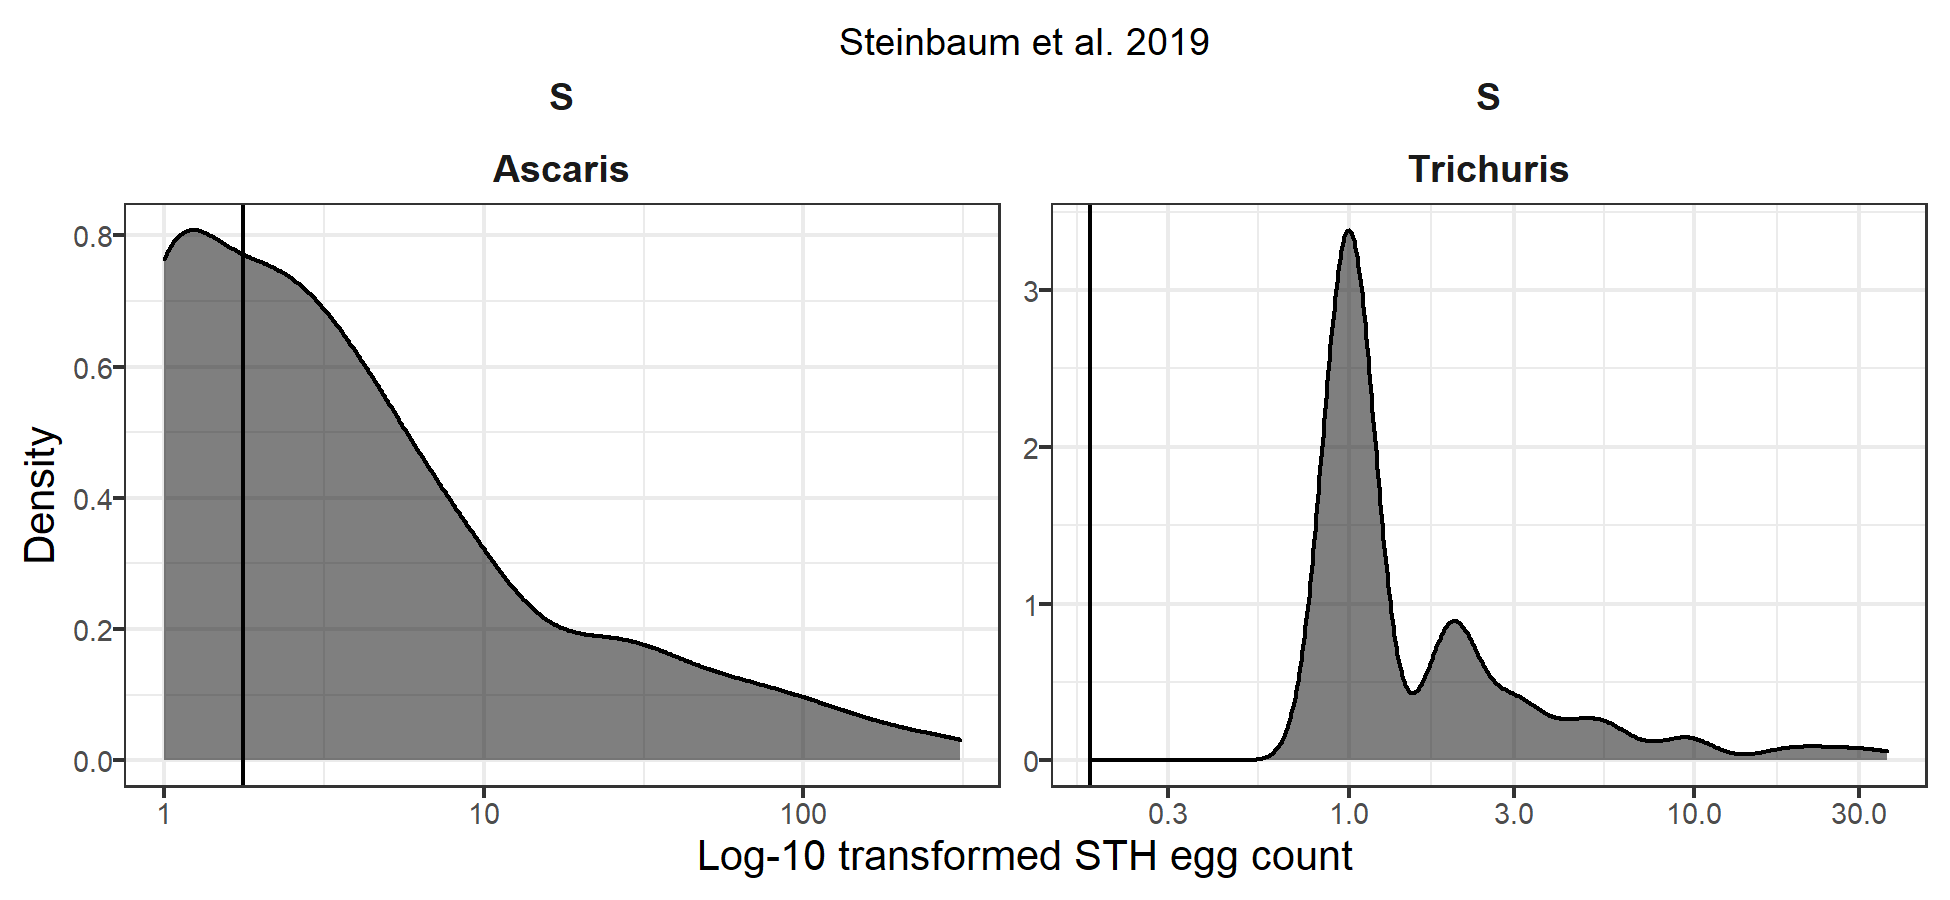 Steinbaum et al. 2019
S
Ascaris
S
Trichuris
Density
0.8
0.6
0.4
0.2
0.0
1
10
100
3
2
1
0
0.3
1.0
3.0
10.0
30.0
Log-10 transformed STH egg count